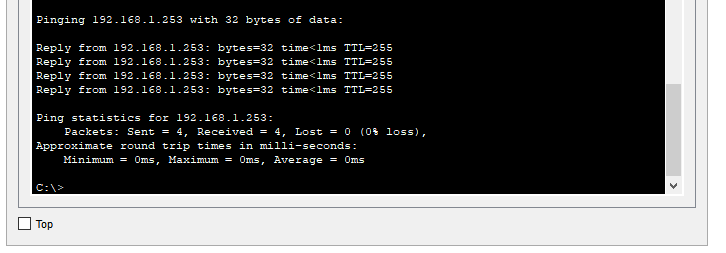 Pinging 192.168.1.253 with 32 bytes of data:
Reply from 192.168.1.253: bytes=32 time<1ms TTL=255
Reply from 192.168.1.253: bytes=32 time<1ms TTL=255
Reply from 192.168.1.253: bytes=32 time<1ms TTL=255
Reply from 192.168.1.253: bytes=32 time<1ms TTL=255
Ping statistics for 192.168.1.253:
Packets: Sent = 4, Received = 4, Lost = 0 (0% loss),
Approximate round trip times in milli-seconds:
Minimum = 0ms, Maximum = 0ms, Average = 0ms
C:\>
Top